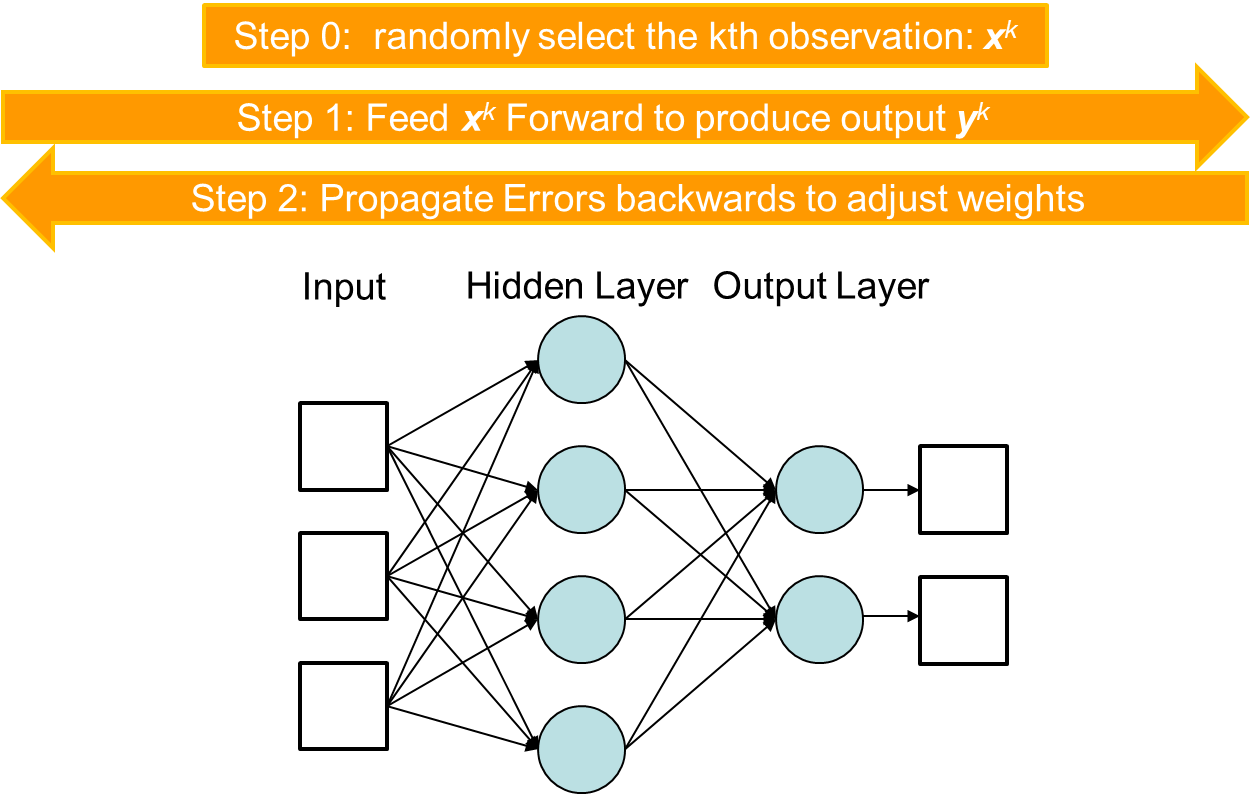 Step 0: randomly select the kth observation: xᵏ
Step 1: Feed xᵏ Forward to produce output yᵏ
Step 2: Propagate Errors backwards to adjust weights
Input Hidden Layer Output Layer